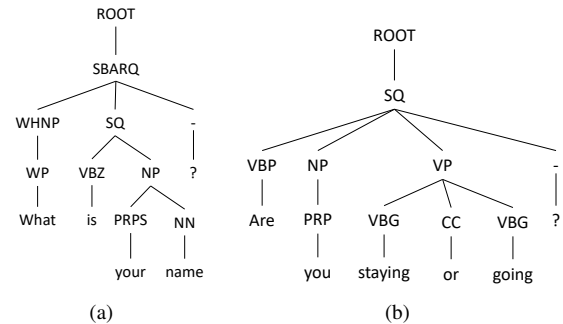 ROOT
SBARQ
WHNP SQ -
WP VBZ NP ?
What is PRPS NN
your name
(a)
ROOT
SQ
VBP NP VP -
Are PRP VBG CC VBG ?
you staying or going
(b)